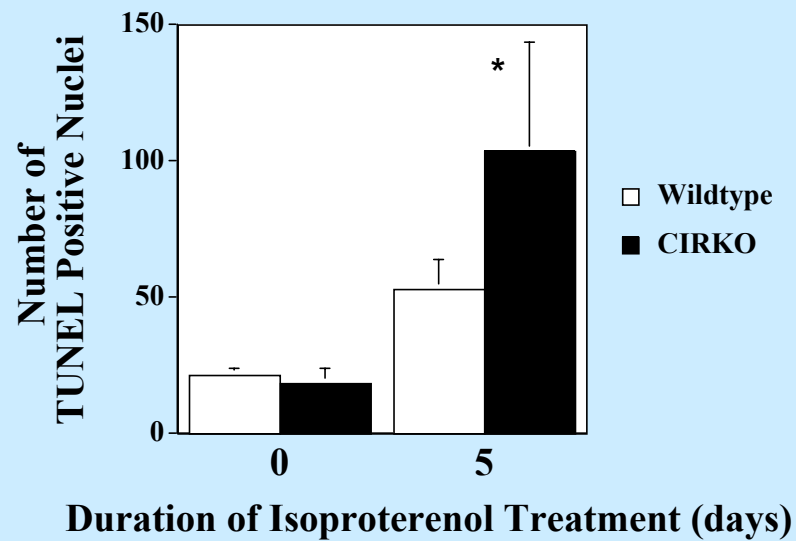 Number of
TUNEL Positive Nuclei
150
100
50
0
*
0
5
Duration of Isoproterenol Treatment (days)
Wildtype
CIRKO